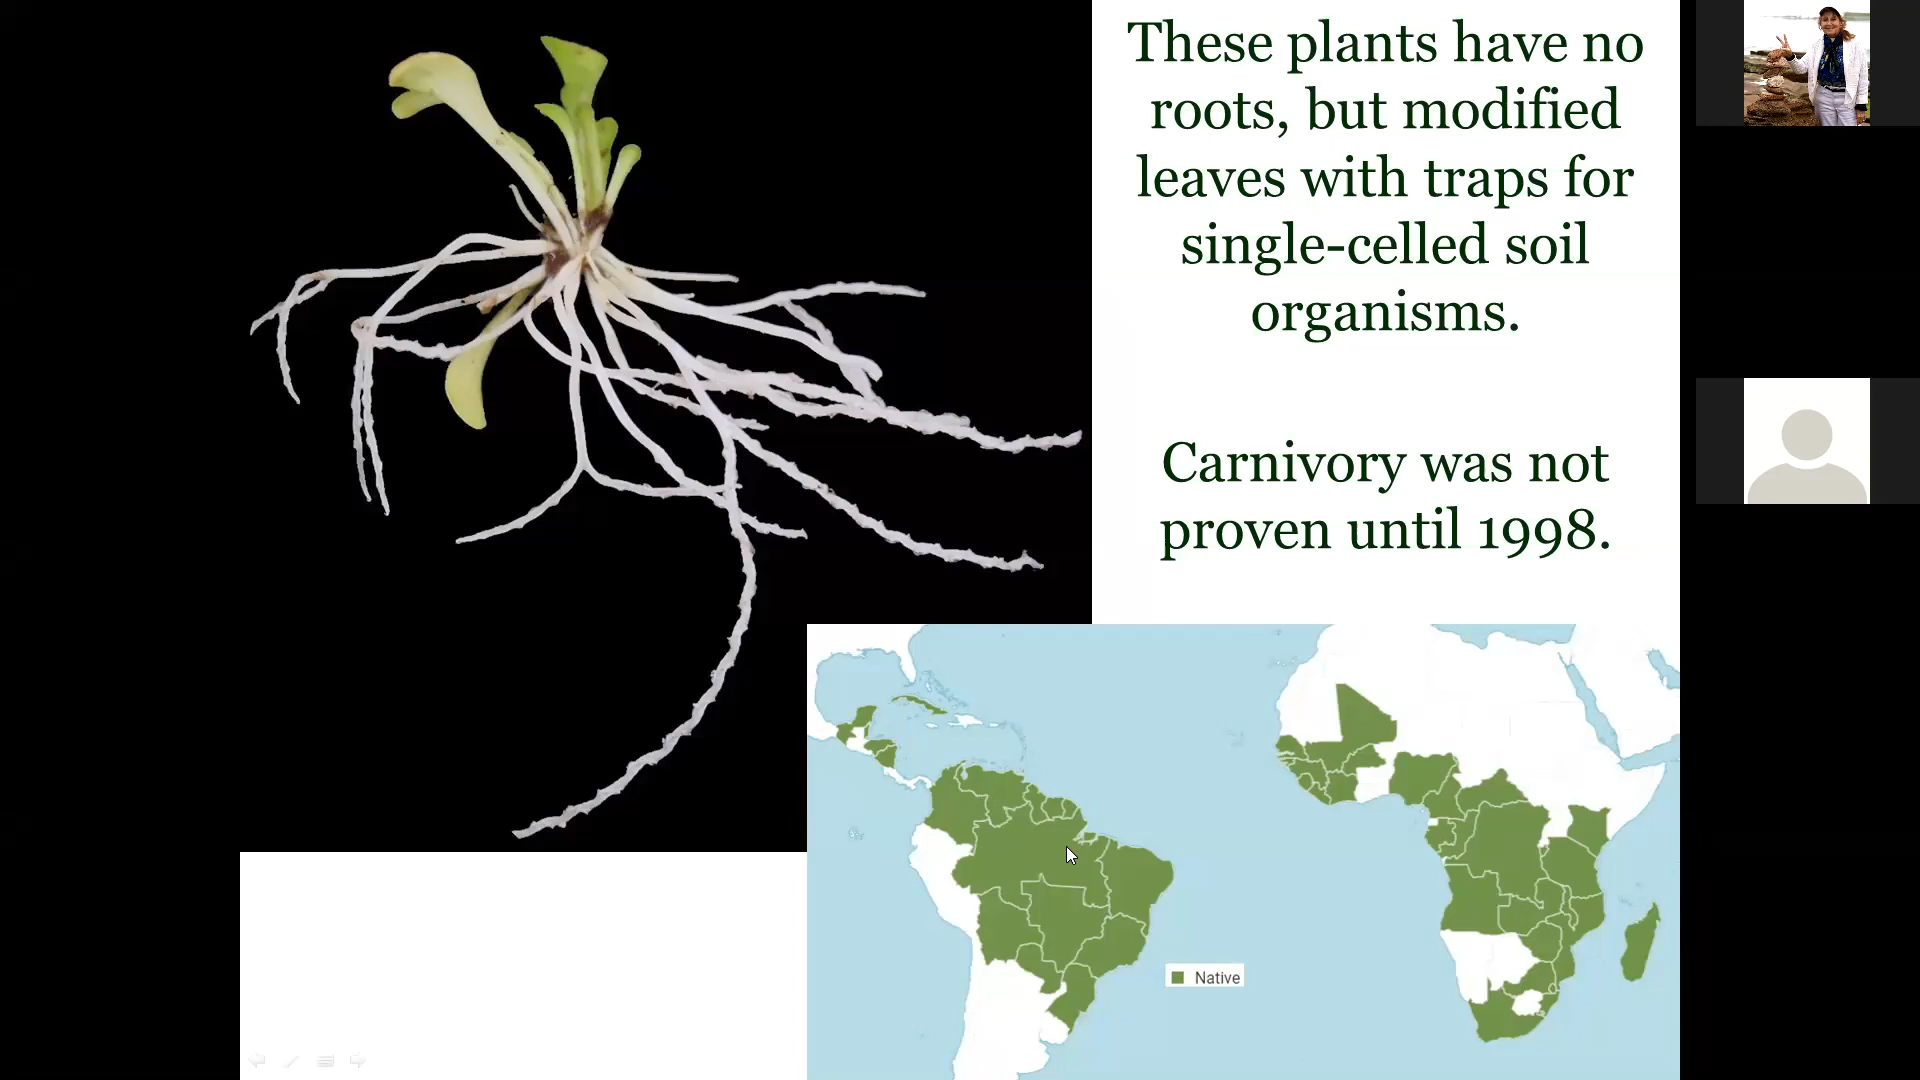 These plants have no
roots, but modified
leaves with traps for
single-celled soil
organisms.
Carnivory was not
proven until 1998.
Native